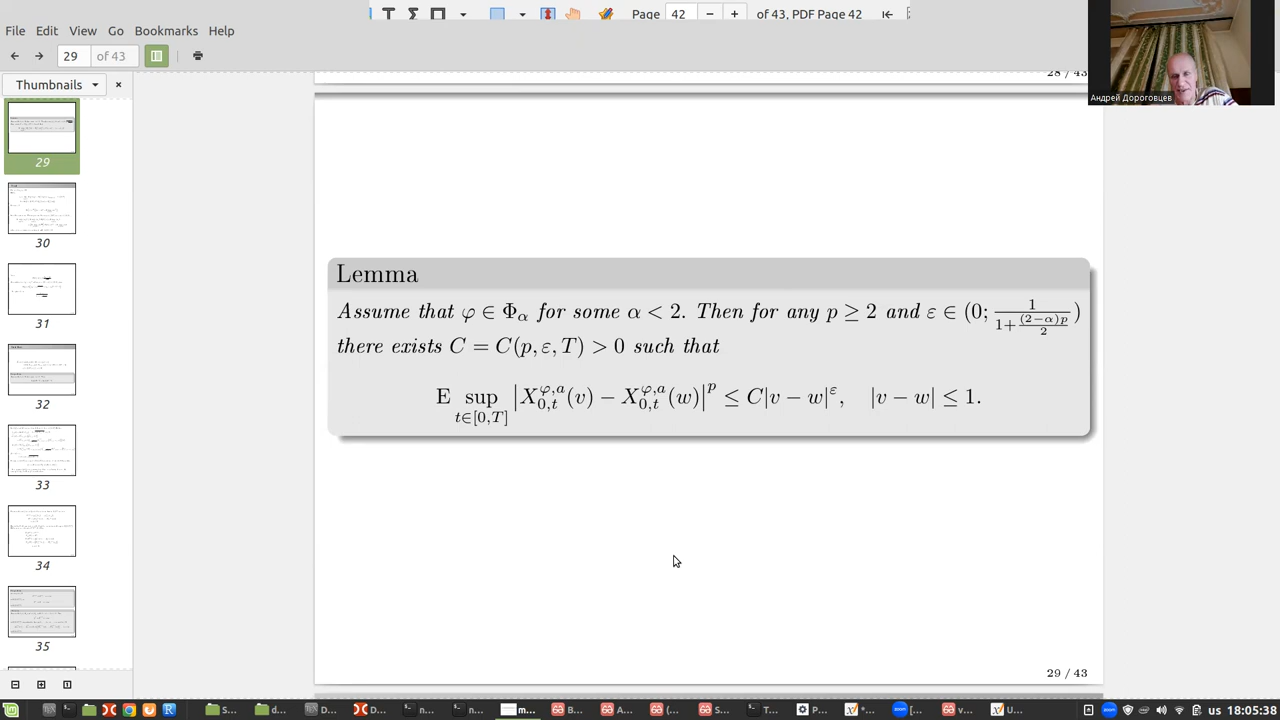 Page 42 − + of 43, PDF Page 42
File Edit View Go Bookmarks Help
29 of 43
Thumbnails
28 / 43
Андрей Дороговцев
29
30
31
32
33
34
35
Lemma
Assume that φ ∈ Φ_α for some α < 2. Then for any p ≥ 2 and ε ∈ (0; 1/(1+(2−α)p/2))
there exists C = C(p, ε, T) > 0 such that
E sup_{t∈[0,T]} |X_{0,t}^{φ,a}(v) − X_{0,t}^{φ,a}(w)|^p ≤ C|v − w|^ε, |v − w| ≤ 1.
29 / 43
S...
d...
D...
D...
n...
n...
m...
B...
A...
(...
S...
T...
P...
*...
[...
v...
U...
us 18:05:38